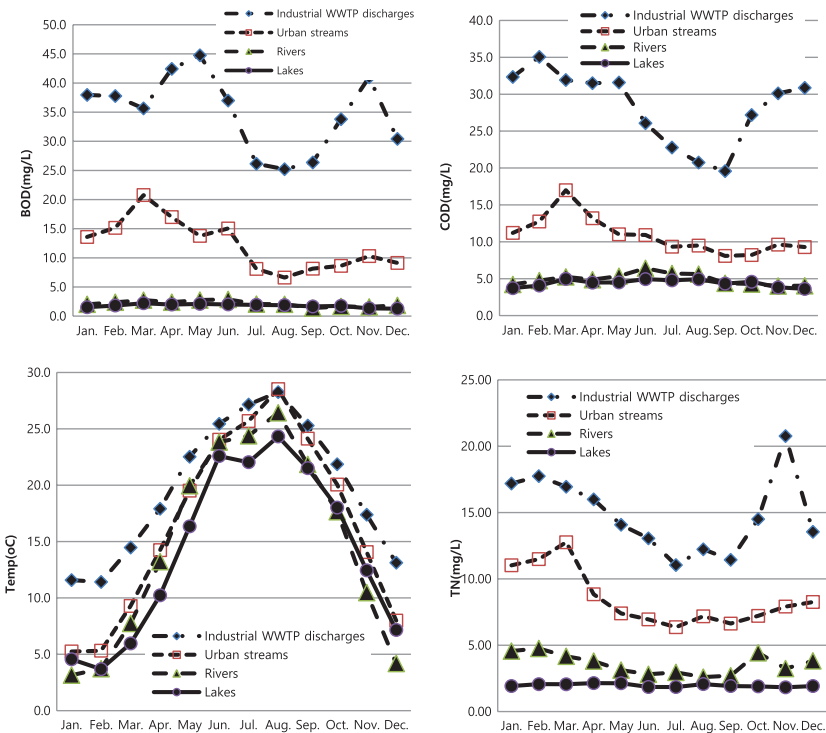 Industrial WWTP discharges
Urban streams
Rivers
Lakes
BOD(mg/L)
50.0
45.0
40.0
35.0
30.0
25.0
20.0
15.0
10.0
5.0
0.0
Jan. Feb. Mar. Apr. May Jun. Jul. Aug. Sep. Oct. Nov. Dec.
Industrial WWTP discharges
Urban streams
Rivers
Lakes
COD(mg/L)
40.0
35.0
30.0
25.0
20.0
15.0
10.0
5.0
0.0
Jan. Feb. Mar. Apr. May Jun. Jul. Aug. Sep. Oct. Nov. Dec.
Temp(oC)
30.0
25.0
20.0
15.0
10.0
5.0
0.0
Industrial WWTP discharges
Urban streams
Rivers
Lakes
Jan. Feb. Mar. Apr. May Jun. Jul. Aug. Sep. Oct. Nov. Dec.
TN(mg/L)
25.00
20.00
15.00
10.00
5.00
0.00
Industrial WWTP discharges
Urban streams
Rivers
Lakes
Jan. Feb. Mar. Apr. May Jun. Jul. Aug. Sep. Oct. Nov. Dec.